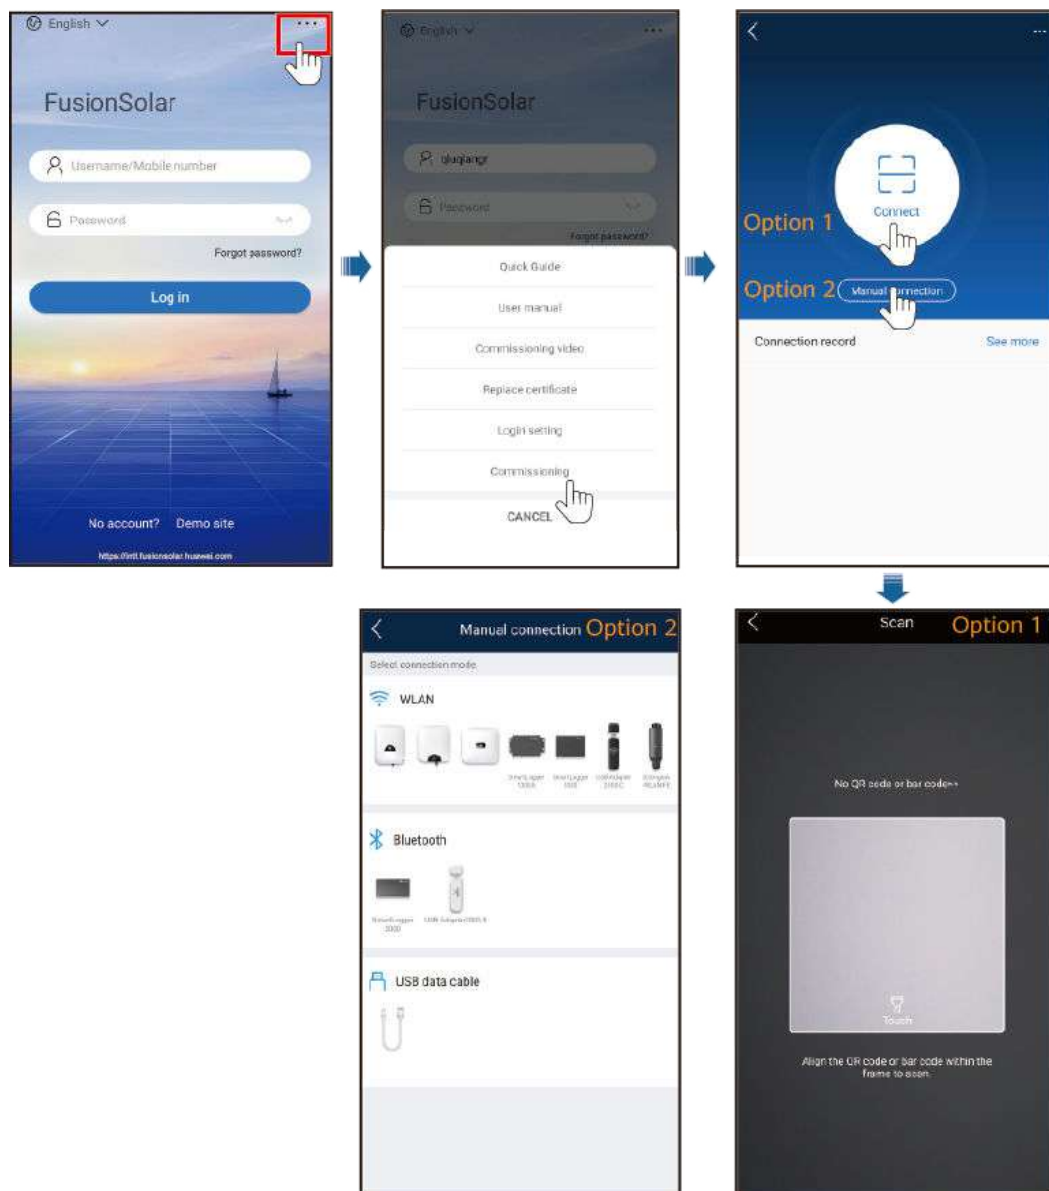 English
...
FusionSolar
Username/Mobile number
Password
Forgot password?
Log in
No account? Demo site
https://intl.fusionsolar.huawei.com
English
...
FusionSolar
Password
Forgot password?
Quick Guide
User manual
Commissioning video
Replace certificate
Login setting
Commissioning
CANCEL
...
Connect
Option 1
Option 2
Manual connection
Connection record See more
Manual connection Option 2
Select connection mode
WLAN
Bluetooth
USB data cable
Scan Option 1
No QR code or bar code
Touch
Align the QR code or bar code within the
frame to scan.